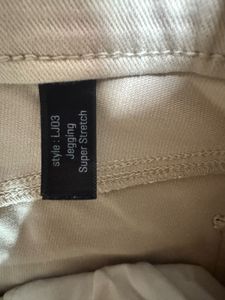 style : LJ03
Jegging
Super Stretch